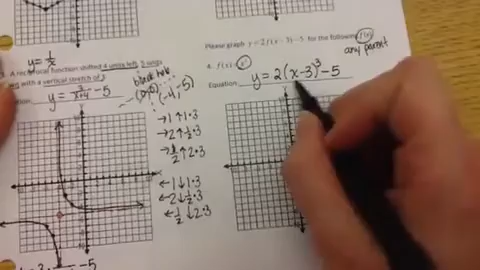 y = 1/x
A reciprocal function shifted 4 units left, 5 units
with a vertical stretch of 3
y = 3/(x+4) - 5
black hole
(0,0)
(-4,-5)
→ 1 ↑ 1·3
→ 2 ↑ 1/2·3
→ 1/2 ↑ 2·3
← 1 ↓ 1·3
← 2 ↓ 1/2·3
← 1/2 ↓ 2·3
-5
Please graph y = 2f(x-3)-5 for the following f(x)
any parent
4. f(x) = x³
Equation: y = 2(x-3)³ - 5